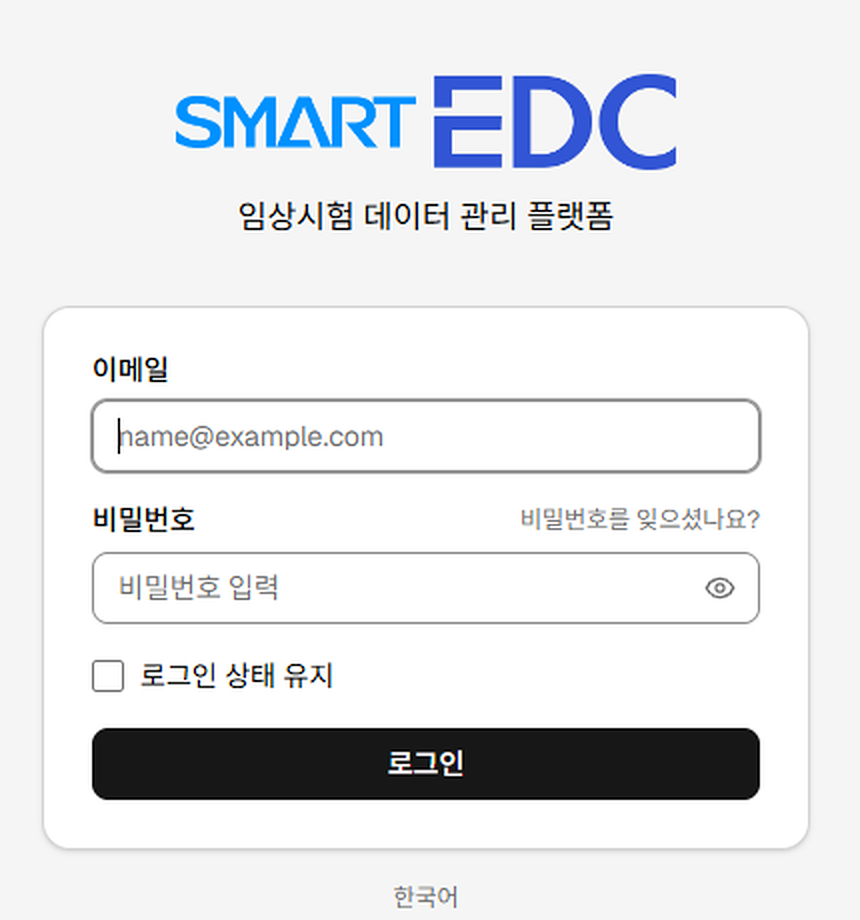 SMART EDC
임상시험 데이터 관리 플랫폼
이메일
name@example.com
비밀번호 비밀번호를 잊으셨나요?
비밀번호 입력
로그인 상태 유지
로그인
한국어